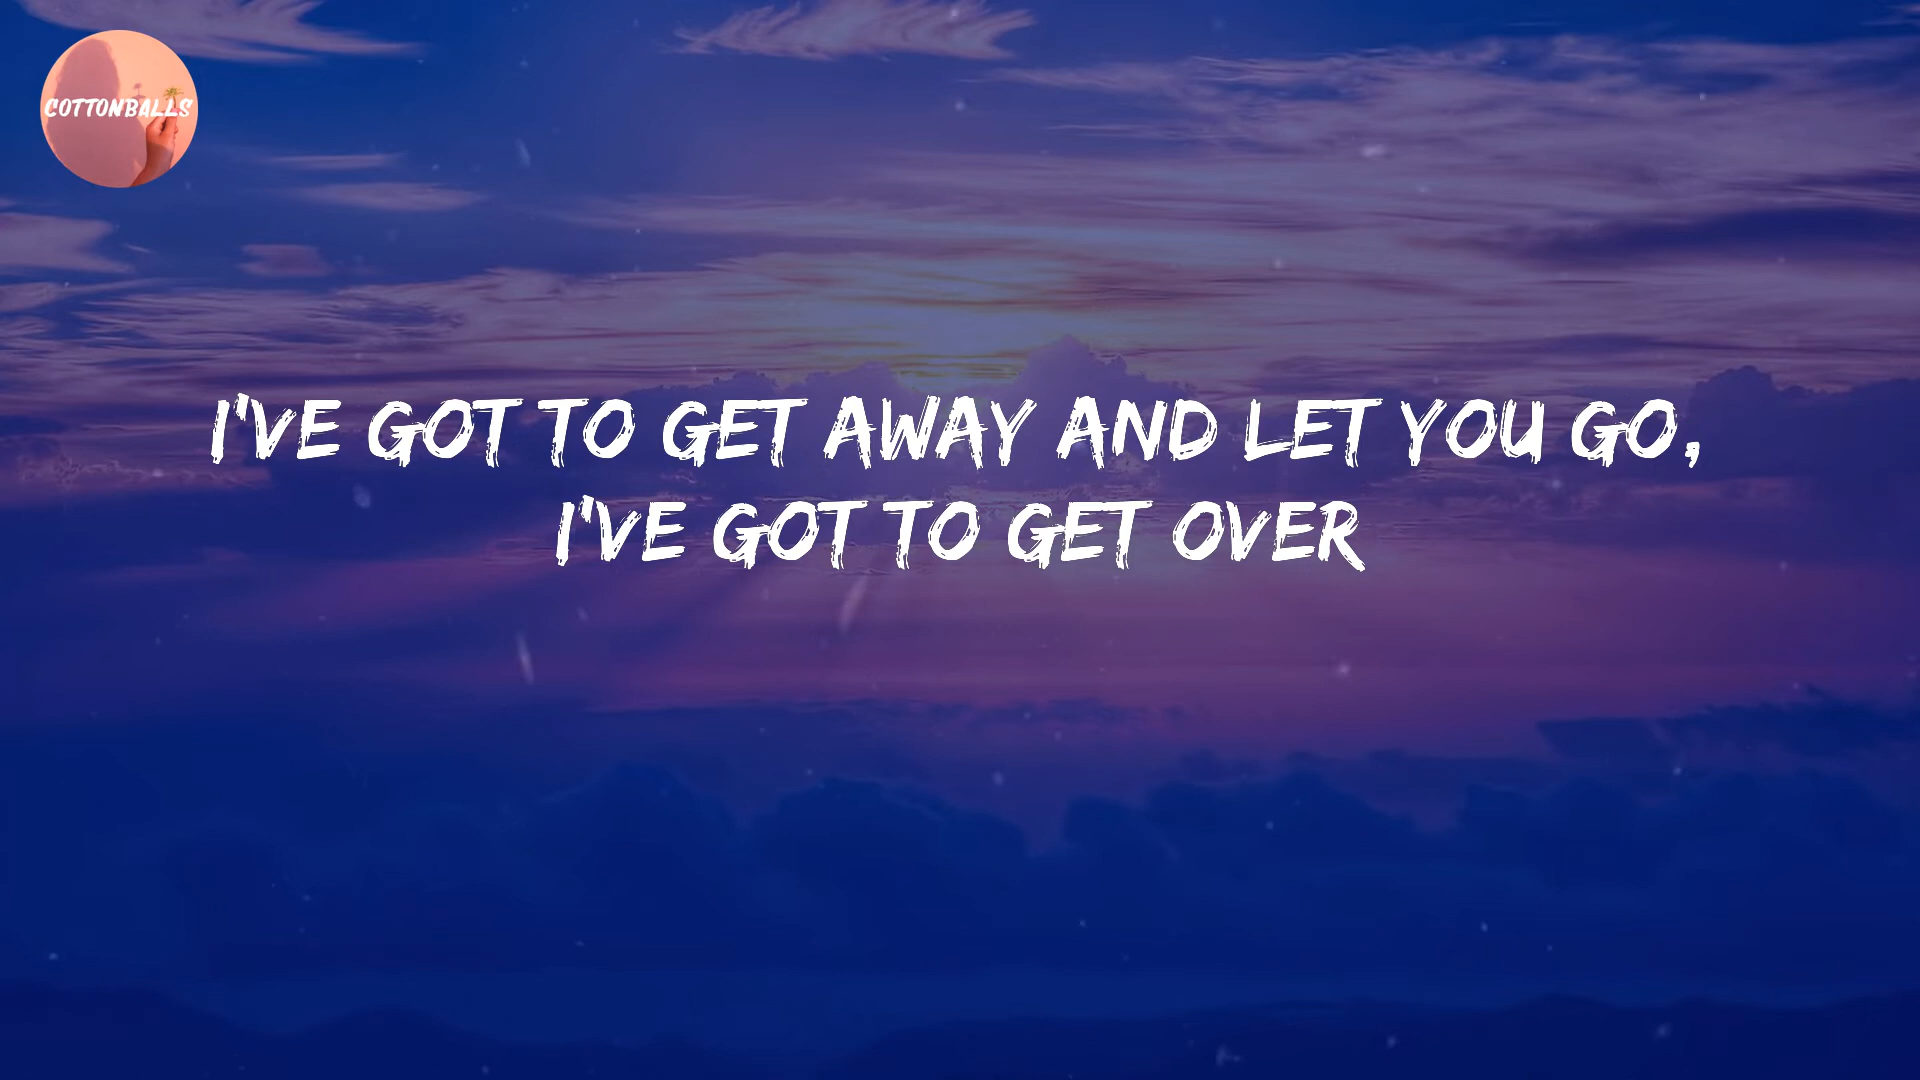 COTTONBALLS
I'VE GOT TO GET AWAY AND LET YOU GO,
I'VE GOT TO GET OVER